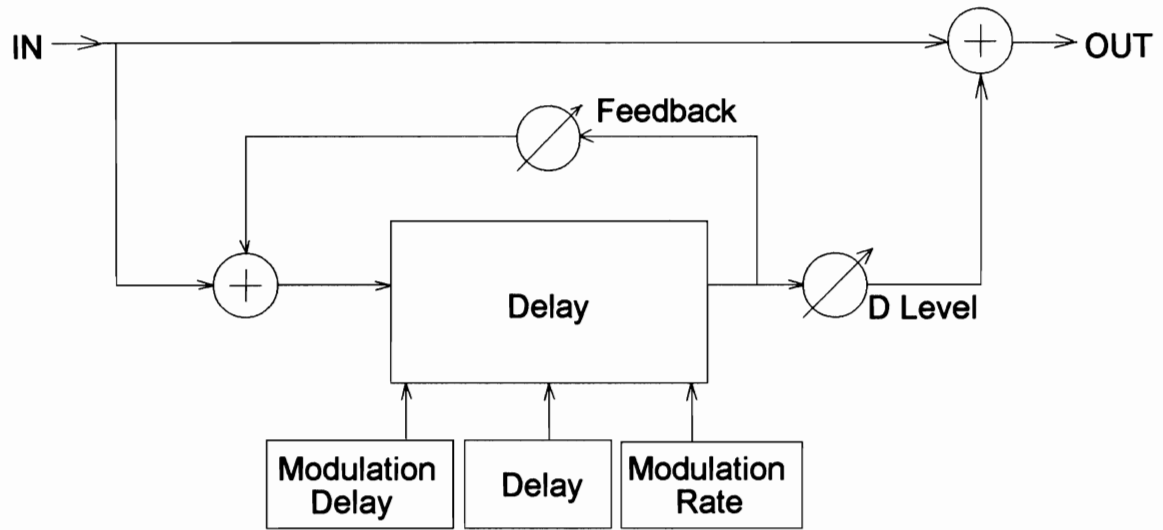 IN
OUT
Feedback
+
+
Delay
D Level
Modulation
Delay
Delay
Modulation
Rate